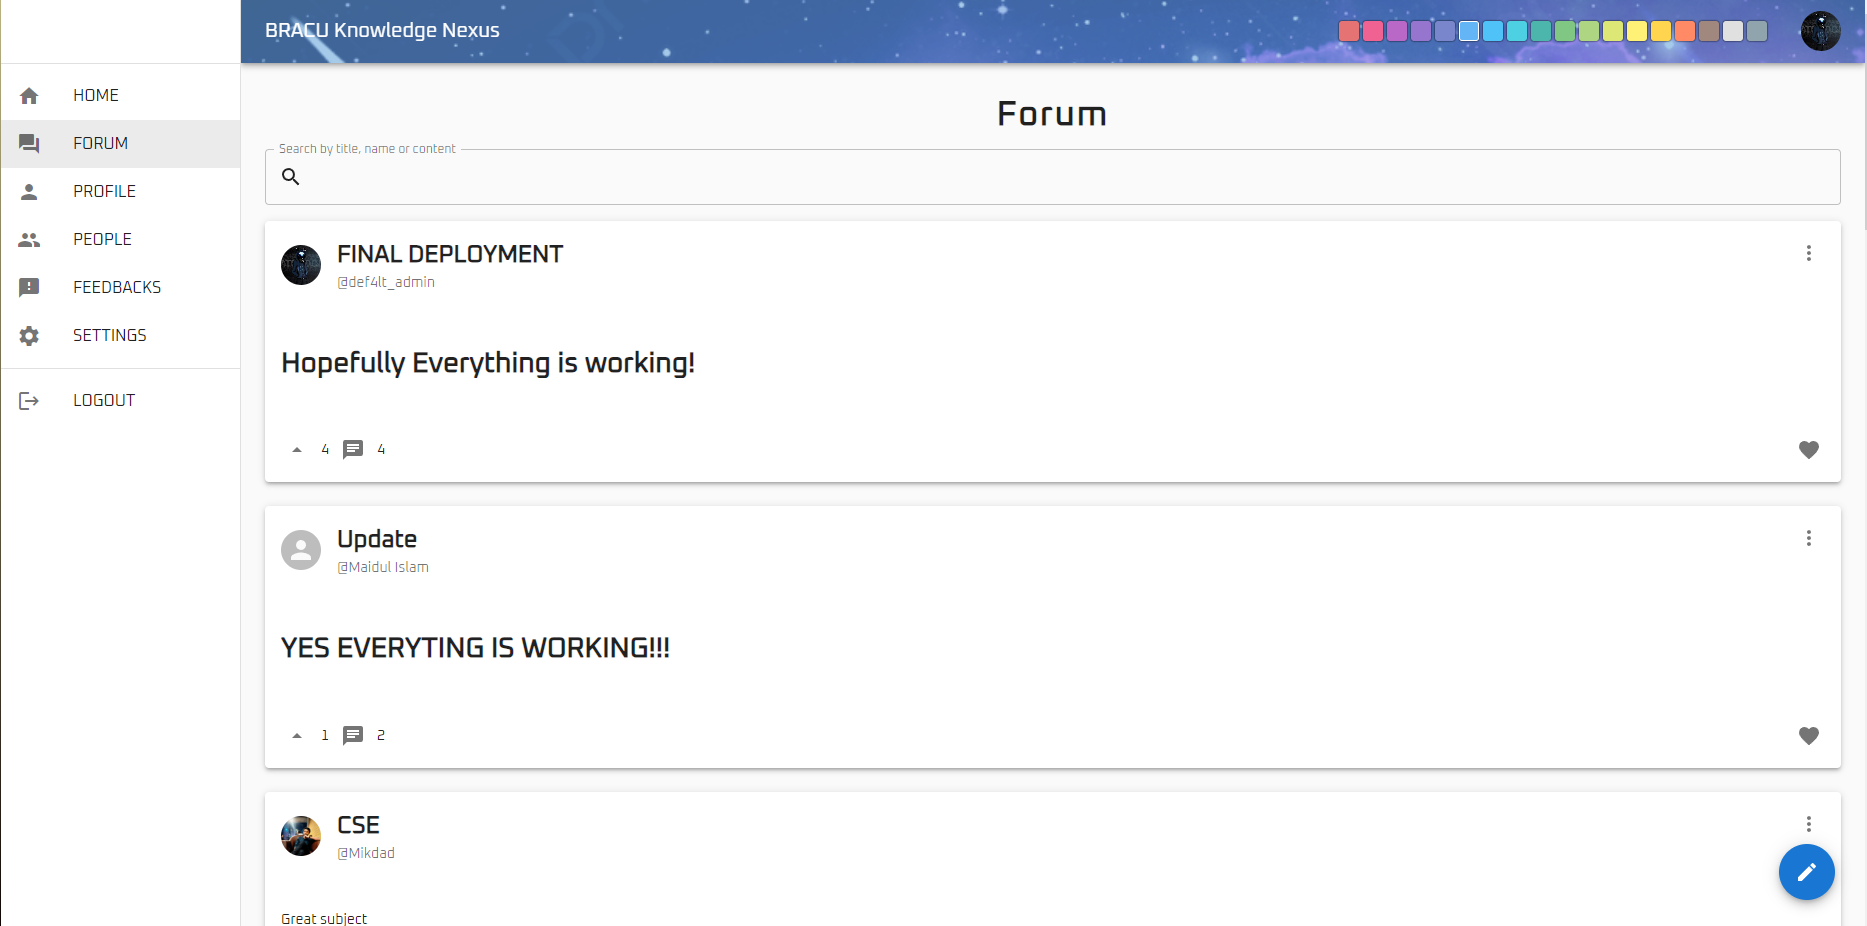 BRACU Knowledge Nexus
HOME
FORUM
PROFILE
PEOPLE
FEEDBACKS
SETTINGS
LOGOUT
Forum
Search by title, name or content
FINAL DEPLOYMENT
@def4lt_admin
Hopefully Everything is working!
4 4
Update
@Maidul Islam
YES EVERYTING IS WORKING!!!
1 2
CSE
@Mikdad
Great subject